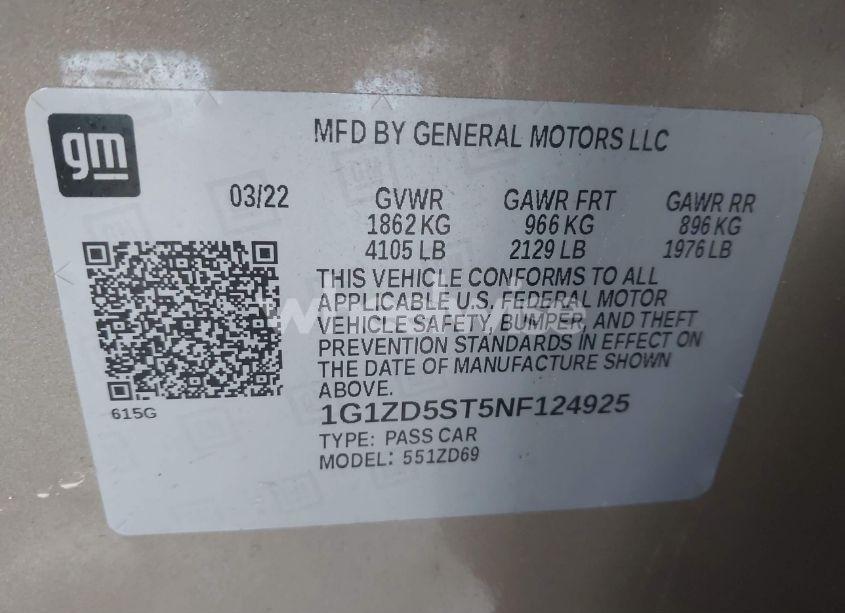 gm
MFD BY GENERAL MOTORS LLC
03/22 GVWR GAWR FRT GAWR RR
1862 KG 966 KG 896 KG
4105 LB 2129 LB 1976 LB
THIS VEHICLE CONFORMS TO ALL
APPLICABLE U.S. FEDERAL MOTOR
VEHICLE SAFETY, BUMPER, AND THEFT
PREVENTION STANDARDS IN EFFECT ON
THE DATE OF MANUFACTURE SHOWN
ABOVE.
615G
1G1ZD5ST5NF124925
TYPE: PASS CAR
MODEL: 551ZD69